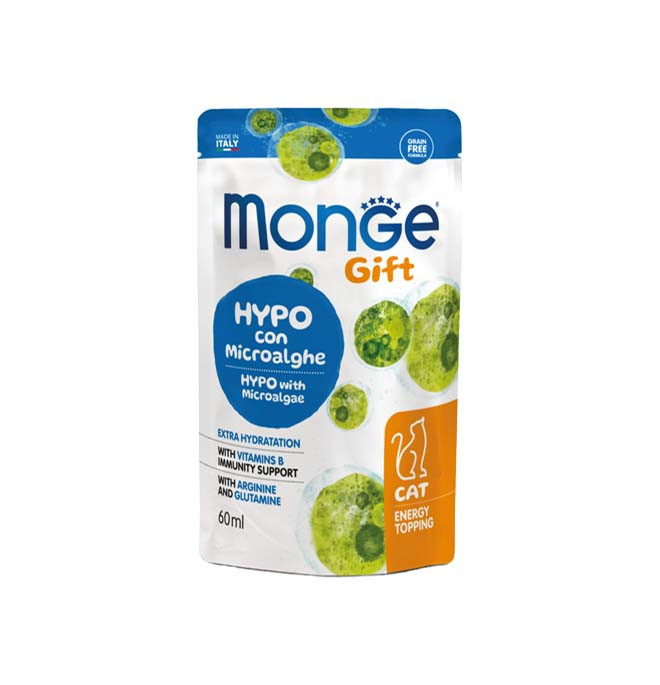 MADE IN
ITALY
GRAIN
FREE
FORMULA
MONGE®
Gift
HYPO
con
Microalghe
HYPO with
Microalgae
EXTRA HYDRATATION
WITH VITAMINS B
IMMUNITY SUPPORT
WITH ARGININE
AND GLUTAMINE
60ml
CAT
ENERGY
TOPPING